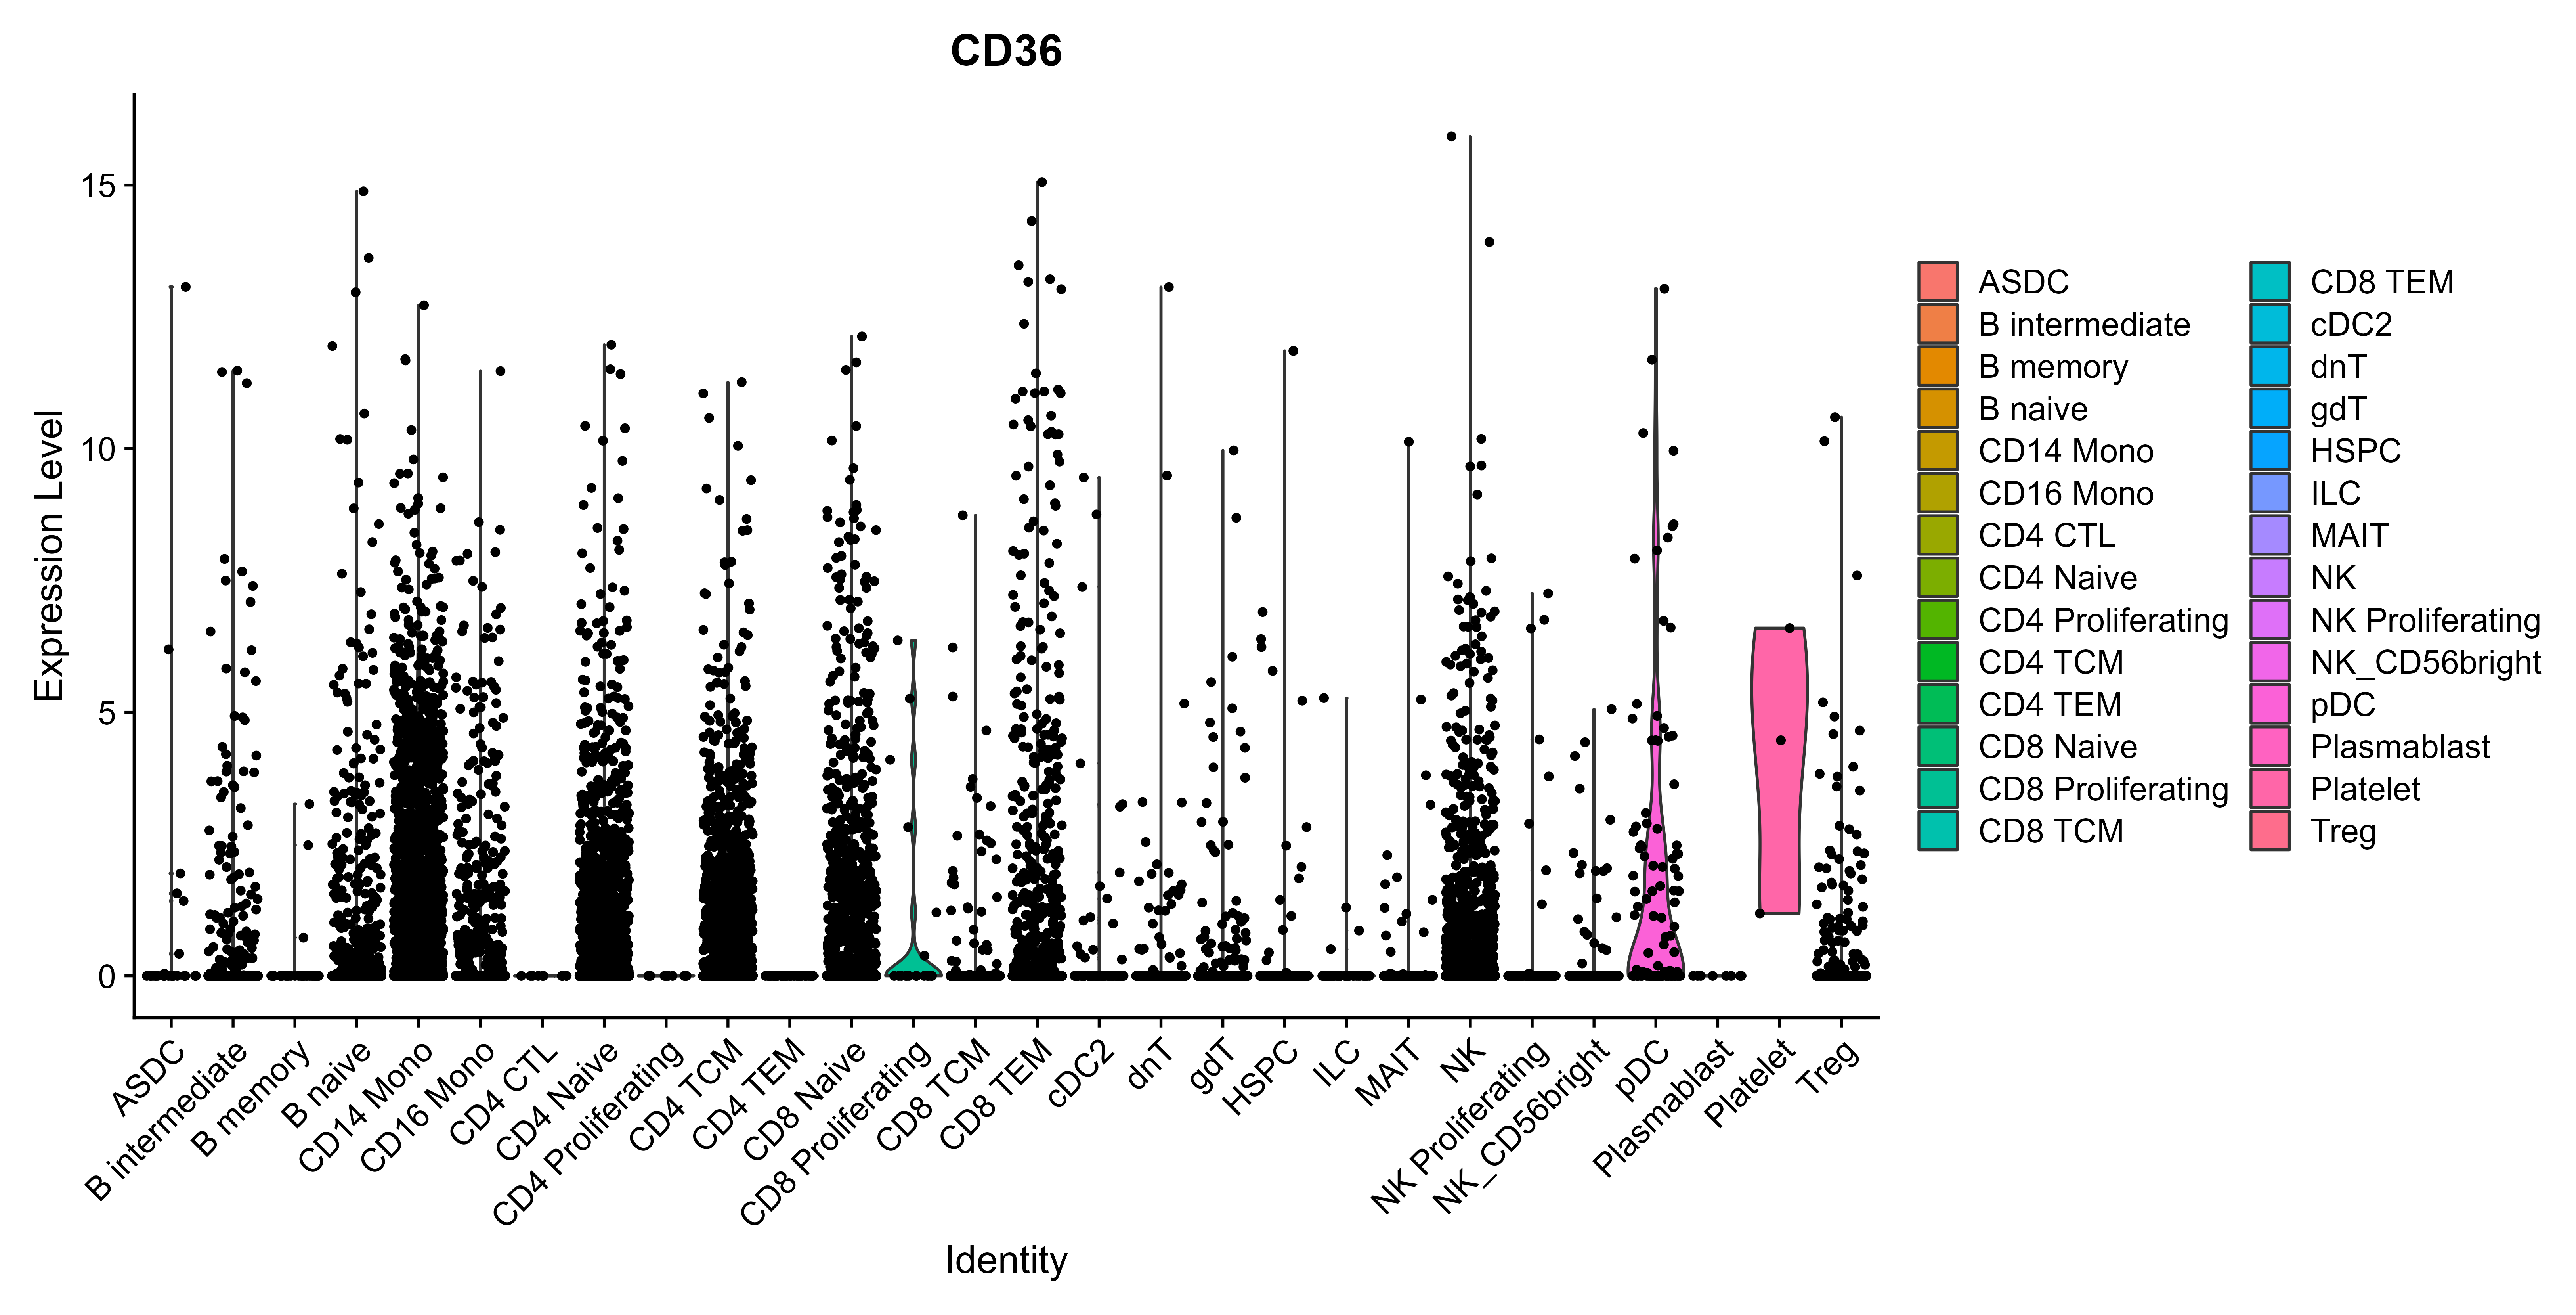 CD36
Expression Level
15
10
5
0
ASDC
B intermediate
B memory
B naive
CD14 Mono
CD16 Mono
CD4 CTL
CD4 Naive
CD4 Proliferating
CD4 TCM
CD4 TEM
CD8 Naive
CD8 Proliferating
CD8 TCM
CD8 TEM
cDC2
dnT
gdT
HSPC
ILC
MAIT
NK
NK Proliferating
NK_CD56bright
pDC
Plasmablast
Platelet
Treg
Identity
ASDC
B intermediate
B memory
B naive
CD14 Mono
CD16 Mono
CD4 CTL
CD4 Naive
CD4 Proliferating
CD4 TCM
CD4 TEM
CD8 Naive
CD8 Proliferating
CD8 TCM
CD8 TEM
cDC2
dnT
gdT
HSPC
ILC
MAIT
NK
NK Proliferating
NK_CD56bright
pDC
Plasmablast
Platelet
Treg